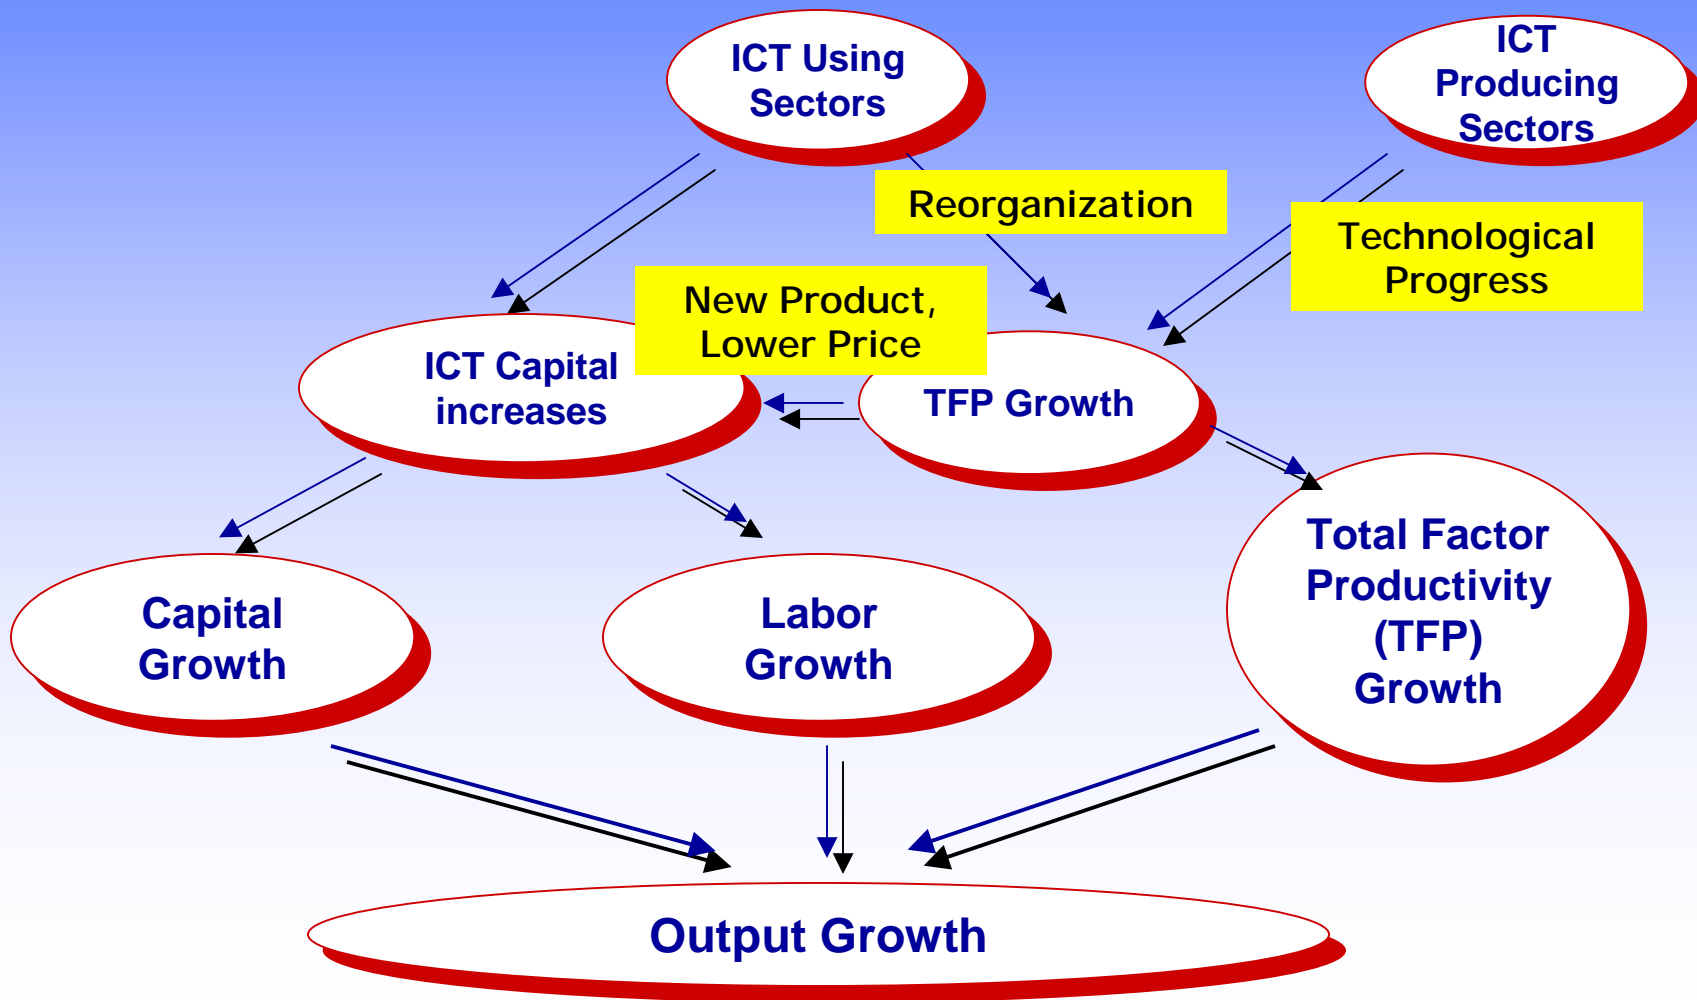 ICT Using
Sectors
ICT
Producing
Sectors
Reorganization
Technological
Progress
New Product,
Lower Price
ICT Capital
increases
TFP Growth
Total Factor
Productivity
(TFP)
Growth
Capital
Growth
Labor
Growth
Output Growth